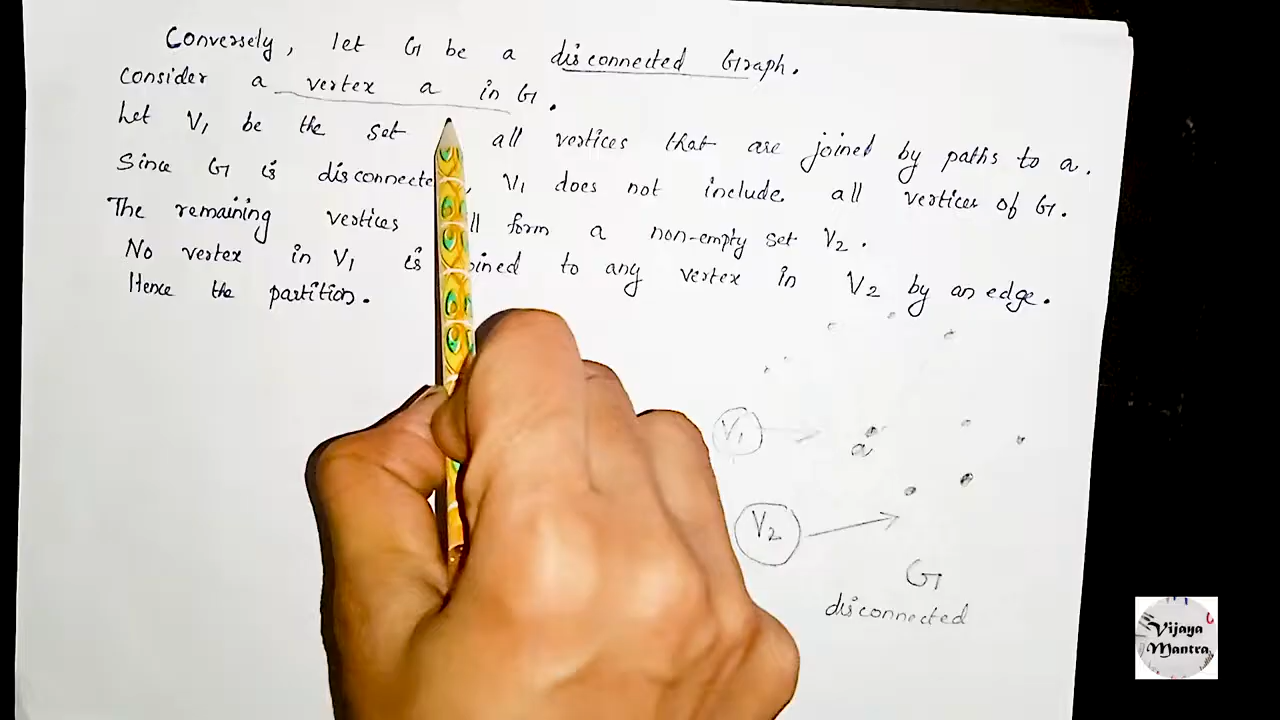 Conversely, let G be a disconnected Graph.
Consider a vertex a in G.
Let V1 be the set all vertices that are joined by paths to a.
Since G is disconnecte , V1 does not include all vertices of G.
The remaining vertices ll form a non-empty set V2.
No vertex in V1 is oined to any vertex in V2 by an edge.
Hence the partition.
V1
a
V2
G
disconnected
Vijaya
Mantra